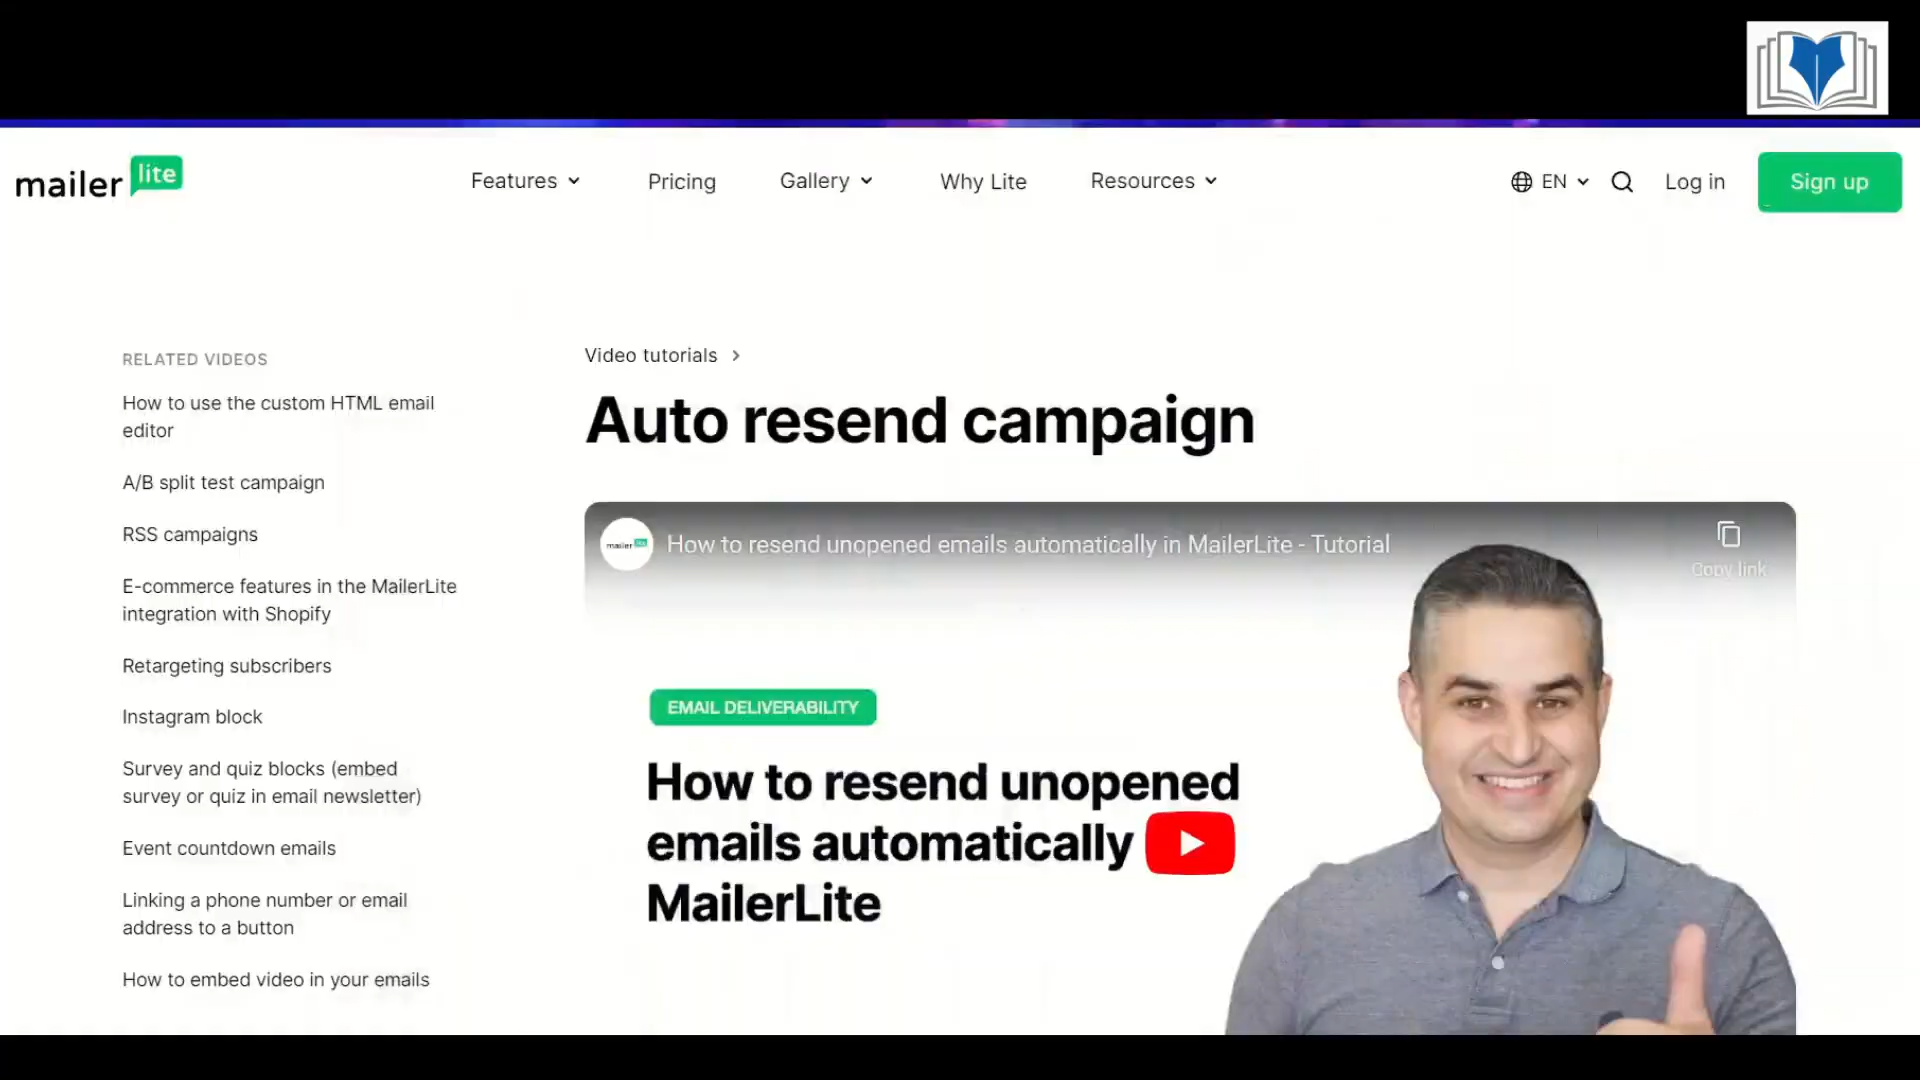 mailer lite
Features
Pricing
Gallery
Why Lite
Resources
EN
Log in
Sign up
RELATED VIDEOS
How to use the custom HTML email
editor
A/B split test campaign
RSS campaigns
E-commerce features in the MailerLite
integration with Shopify
Retargeting subscribers
Instagram block
Survey and quiz blocks (embed
survey or quiz in email newsletter)
Event countdown emails
Linking a phone number or email
address to a button
How to embed video in your emails
Video tutorials
Auto resend campaign
mailer lite
How to resend unopened emails automatically in MailerLite - Tutorial
Copy link
EMAIL DELIVERABILITY
How to resend unopened
emails automatically
MailerLite